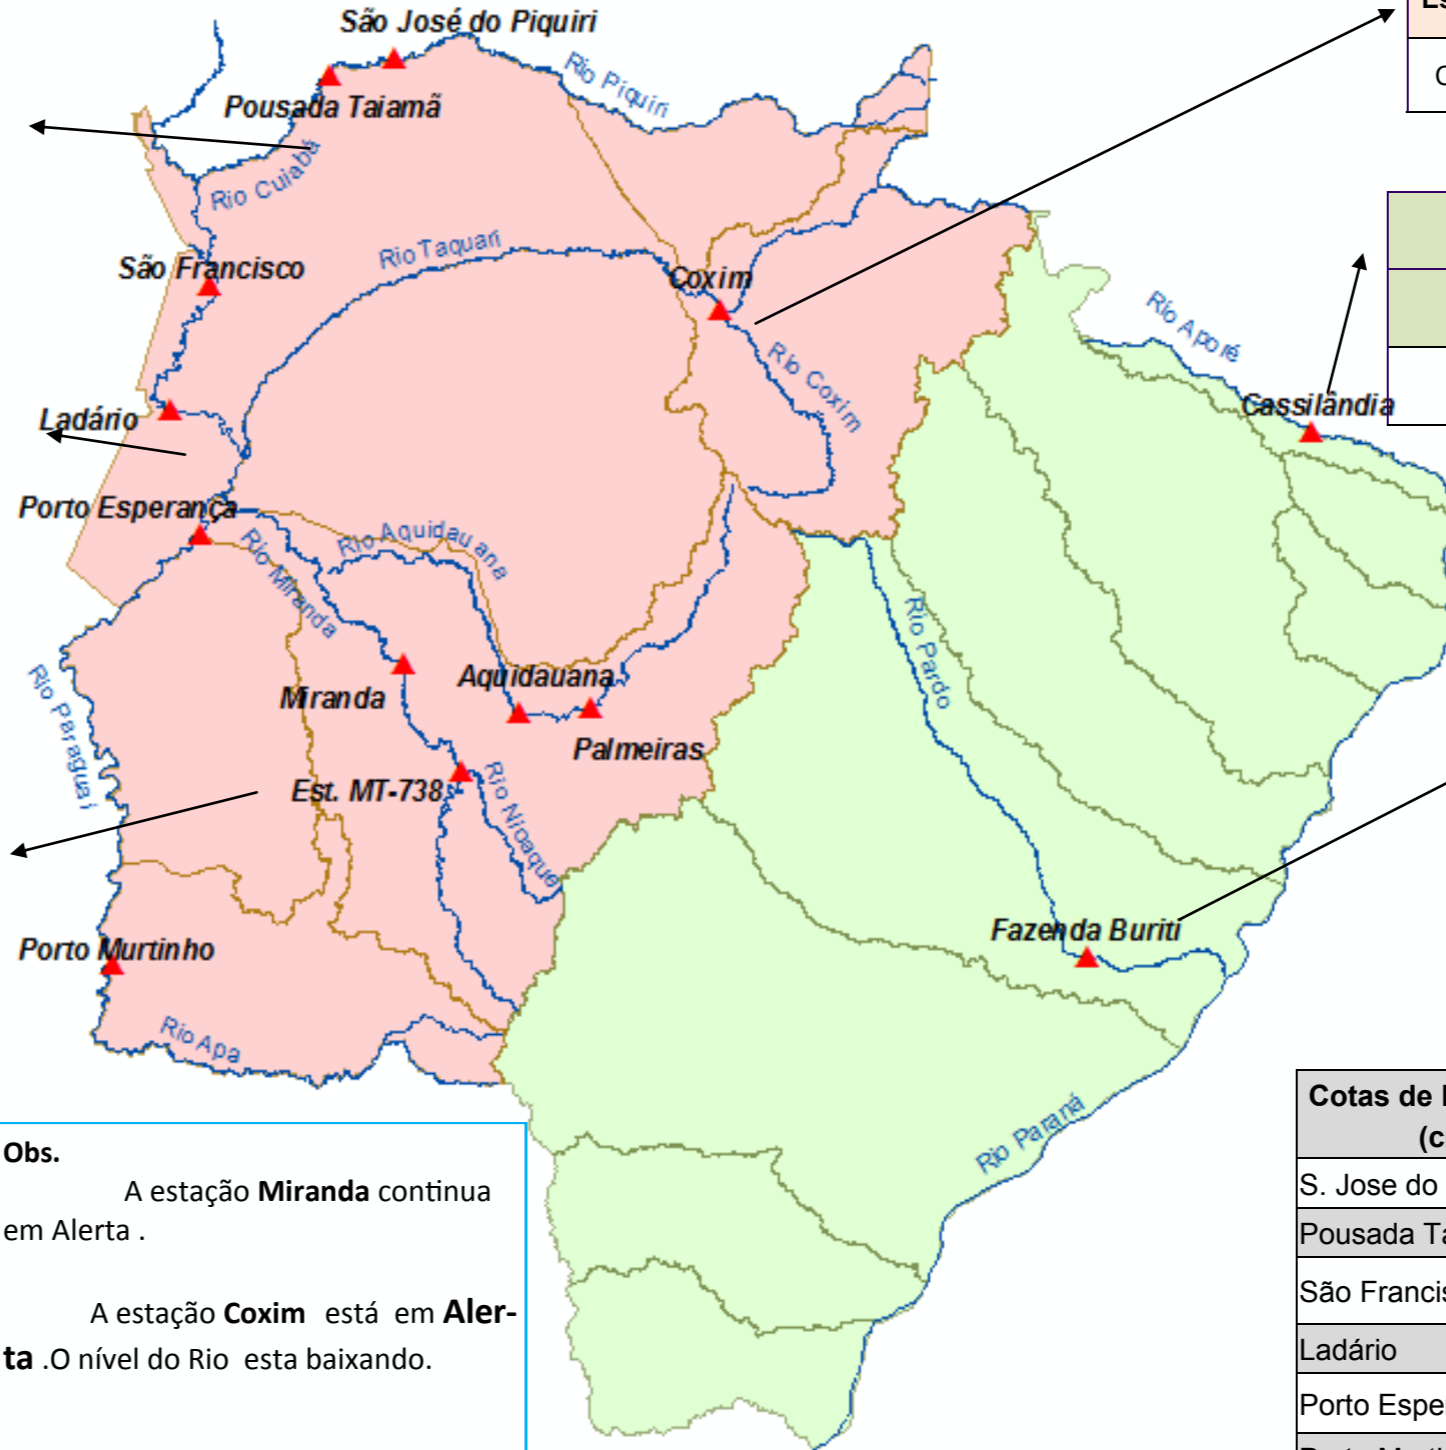 São José do Piquiri
Rio Piquiri
Pousada Taiamã
Rio Cuiabá
Rio Taquari
São Francisco
Coxim
Rio Aporé
Rio Coxim
Cassilândia
Ladário
Porto Esperança
Rio Aquidauana
Rio Miranda
Rio Pardo
Rio Paraguai
Aquidauana
Miranda
Palmeiras
Est. MT-738
Rio Nioaque
Fazenda Buriti
Porto Murtinho
Rio Apa
Rio Paraná
Obs.
A estação Miranda continua
em Alerta .
A estação Coxim está em Aler-
ta .O nível do Rio esta baixando.
Cotas de
(c
S. Jose do
Pousada Ta
São Francis
Ladário
Porto Espe